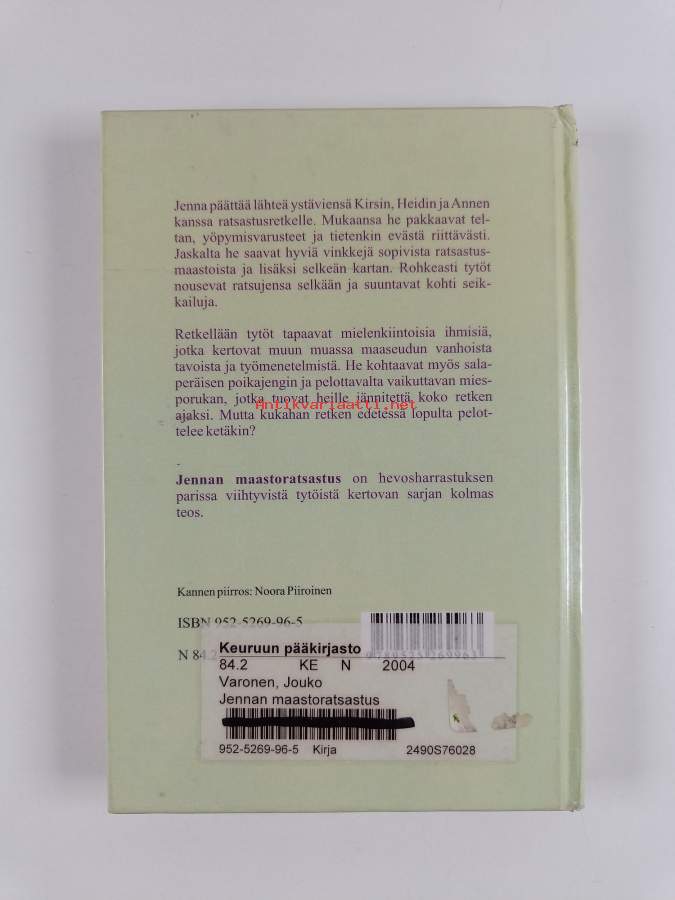 Jenna päättää lähteä ystäviensä Kirsin, Heidin ja Annen
kanssa ratsastusretkelle. Mukaansa he pakkaavat tel-
tan, yöpymisvarusteet ja tietenkin evästä riittävästi.
Jaskalta he saavat hyviä vinkkejä sopivista ratsastus-
maastoista ja lisäksi selkeän kartan. Rohkeasti tytöt
nousevat ratsujensa selkään ja suuntavat kohti seik-
kailuja.
Retkellään tytöt tapaavat mielenkiintoisia ihmisiä,
jotka kertovat muun muassa maaseudun vanhoista
tavoista ja työmenetelmistä. He kohtaavat myös sala-
peräisen poikajengin ja pelottavalta vaikuttavan mies-
porukan, jotka tuovat heille jännitettä koko retken
Antikvariaatti.net
ajaksi. Mutta kukahan retken edetessä lopulta pelot-
telee ketäkin?
Jennan maastoratsastus on hevosharrastuksen
parissa viihtyvistä tytöistä kertovan sarjan kolmas
teos.
Kannen piirros: Noora Piiroinen
ISBN 952-5269-96-5
N 84.2
9789525269963
Keuruun pääkirjasto
84.2 KE N 2004
Varonen, Jouko
Jennan maastoratsastus
952-5269-96-5 Kirja 2490S76028